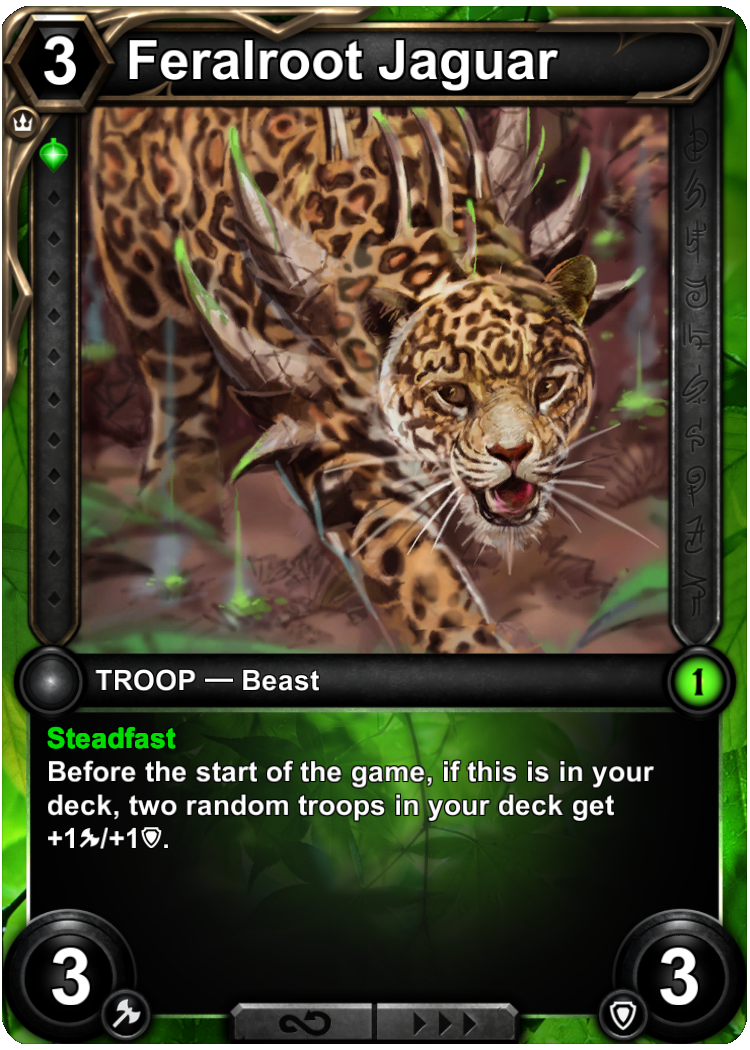 3 Feralroot Jaguar
TROOP — Beast 1
Steadfast
Before the start of the game, if this is in your
deck, two random troops in your deck get
+1/+1.
3 3